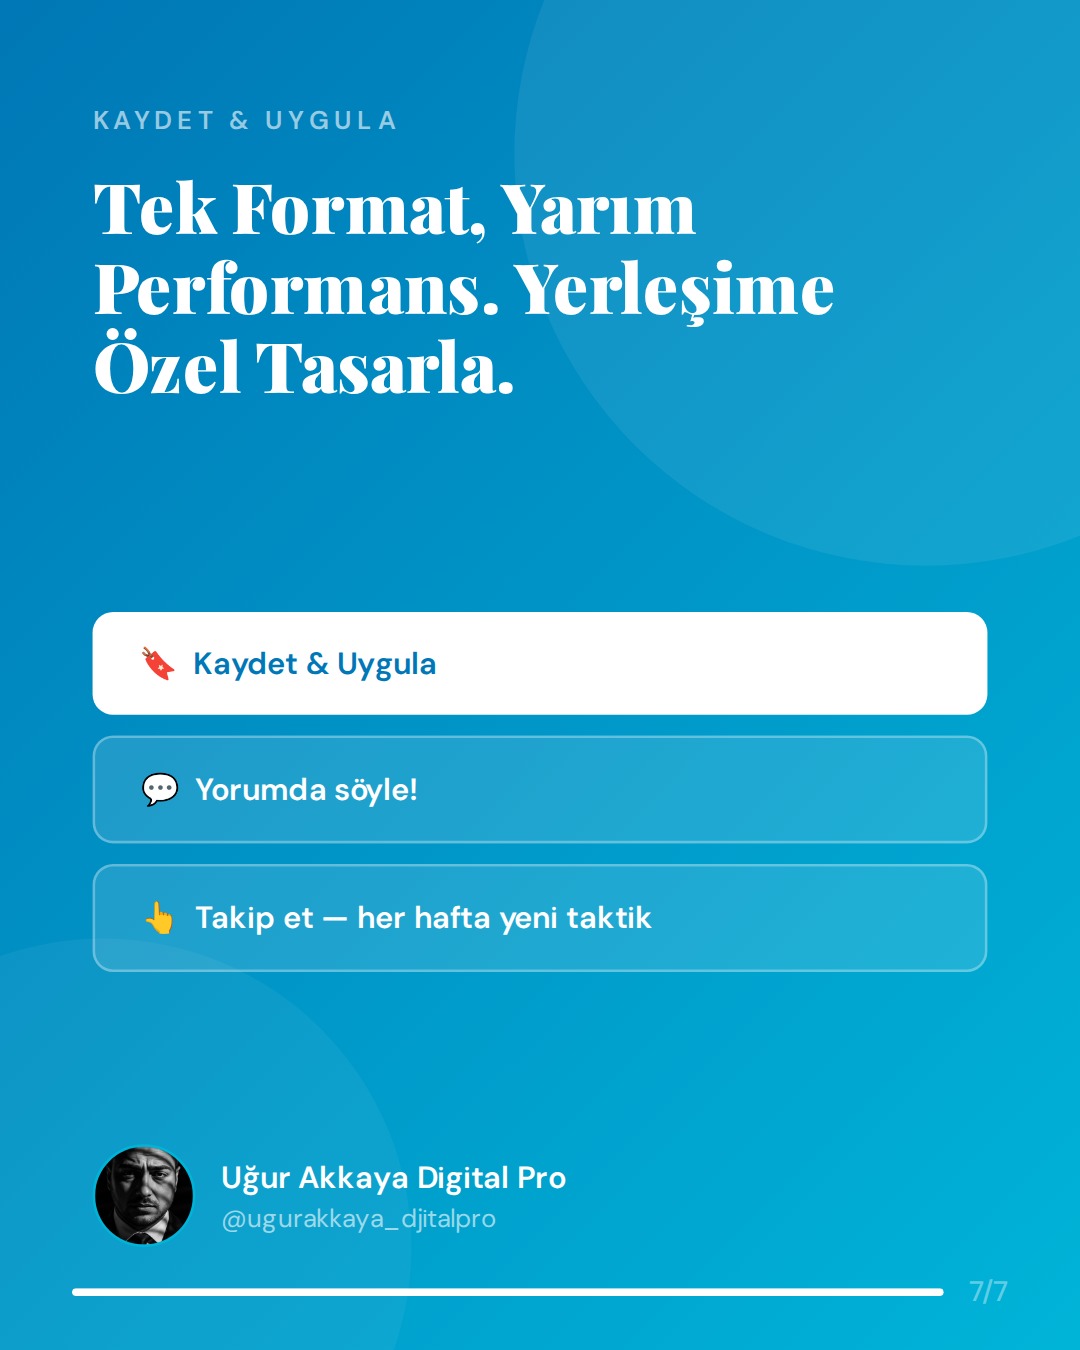 KAYDET & UYGULA
Tek Format, Yarım
Performans. Yerleşime
Özel Tasarla.
🔖 Kaydet & Uygula
💬 Yorumda söyle!
👆 Takip et — her hafta yeni taktik
Uğur Akkaya Digital Pro
@ugurakkaya_djitalpro
7/7